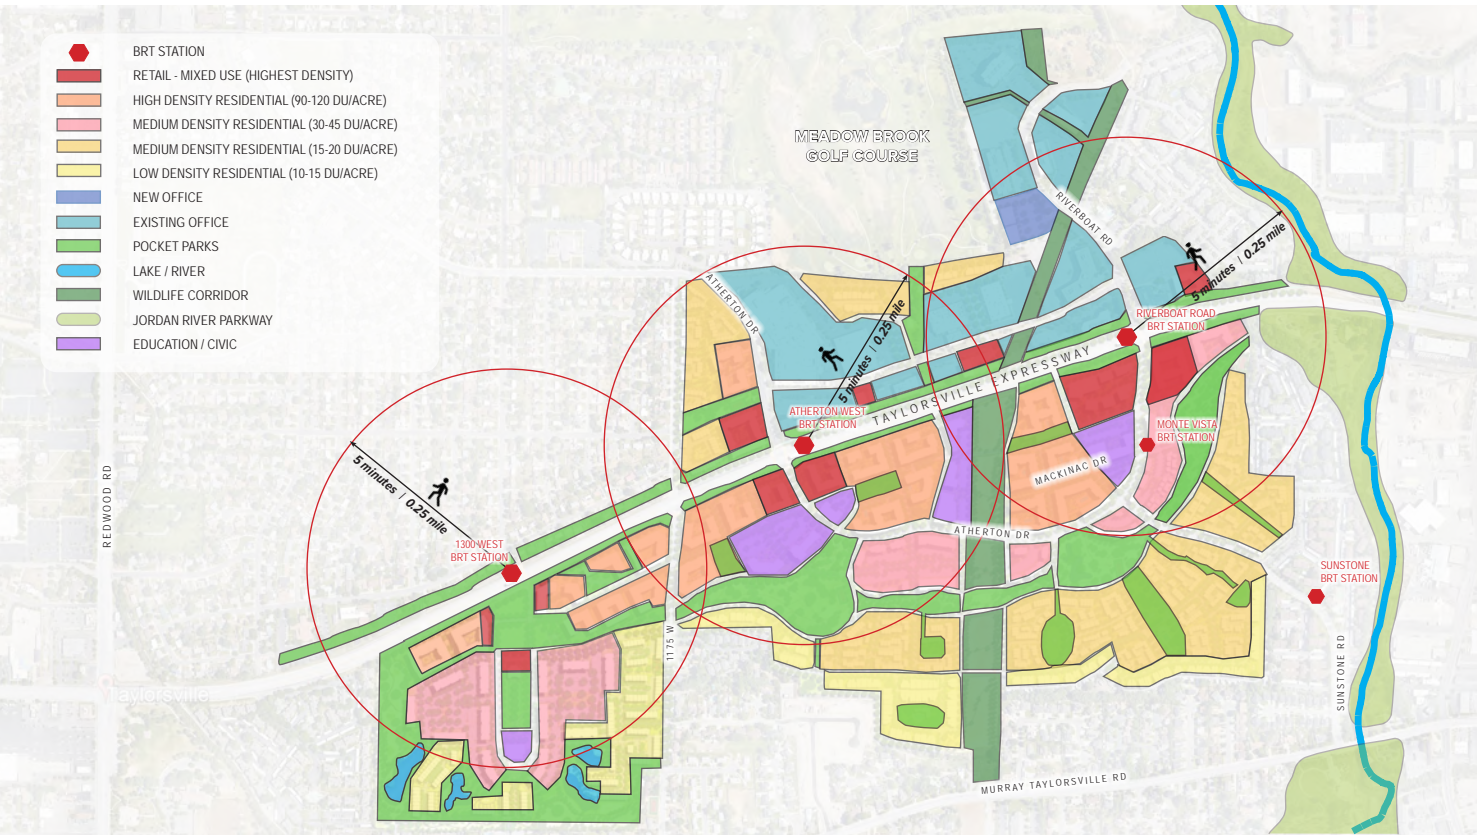 BRT STATION
RETAIL - MIXED USE (HIGHEST DENSITY)
HIGH DENSITY RESIDENTIAL (90-120 DU/ACRE)
MEDIUM DENSITY RESIDENTIAL (30-45 DU/ACRE)
MEDIUM DENSITY RESIDENTIAL (15-20 DU/ACRE)
LOW DENSITY RESIDENTIAL (10-15 DU/ACRE)
NEW OFFICE
EXISTING OFFICE
POCKET PARKS
LAKE / RIVER
WILDLIFE CORRIDOR
JORDAN RIVER PARKWAY
EDUCATION / CIVIC
MEADOW BROOK
GOLF COURSE
RIVERBOAT RD
5 minutes | 0.25 mile
ATHERTON DR
5 minutes | 0.25 mile
RIVERBOAT ROAD
BRT STATION
TAYLORSVILLE EXPRESSWAY
ATHERTON WEST
BRT STATION
MONTE VISTA
BRT STATION
MACKINAC DR
5 minutes | 0.25 mile
REDWOOD RD
ATHERTON DR
1300 WEST
BRT STATION
SUNSTONE
BRT STATION
1175 W
SUNSTONE RD
Taylorsville
MURRAY TAYLORSVILLE RD